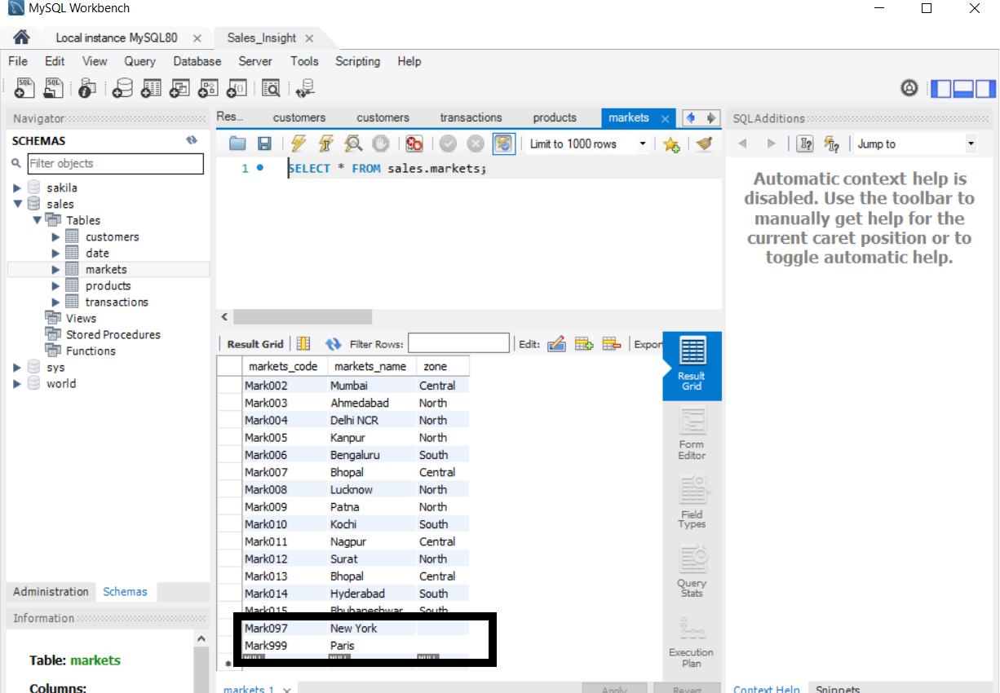 MySQL Workbench
Local instance MySQL80
Sales_Insight
File Edit View Query Database Server Tools Scripting Help
Navigator
SCHEMAS
Filter objects
sakila
sales
Tables
customers
date
markets
products
transactions
Views
Stored Procedures
Functions
sys
world
Administration Schemas
Information
Table: markets
Columns:
Res... customers customers transactions products markets
Limit to 1000 rows
1 SELECT * FROM sales.markets;
Result Grid Filter Rows: Edit: Expor
markets_code markets_name zone
Mark002 Mumbai Central
Mark003 Ahmedabad North
Mark004 Delhi NCR North
Mark005 Kanpur North
Mark006 Bengaluru South
Mark007 Bhopal Central
Mark008 Lucknow North
Mark009 Patna North
Mark010 Kochi South
Mark011 Nagpur Central
Mark012 Surat North
Mark013 Bhopal Central
Mark014 Hyderabad South
Mark015 Bhubaneshwar South
Mark097 New York
Mark999 Paris
NULL NULL NULL
markets 1
Apply Revert
Result
Grid
Form
Editor
Field
Types
Query
Stats
Execution
Plan
SQLAdditions
Jump to
Automatic context help is
disabled. Use the toolbar to
manually get help for the
current caret position or to
toggle automatic help.
Context Help Snippets